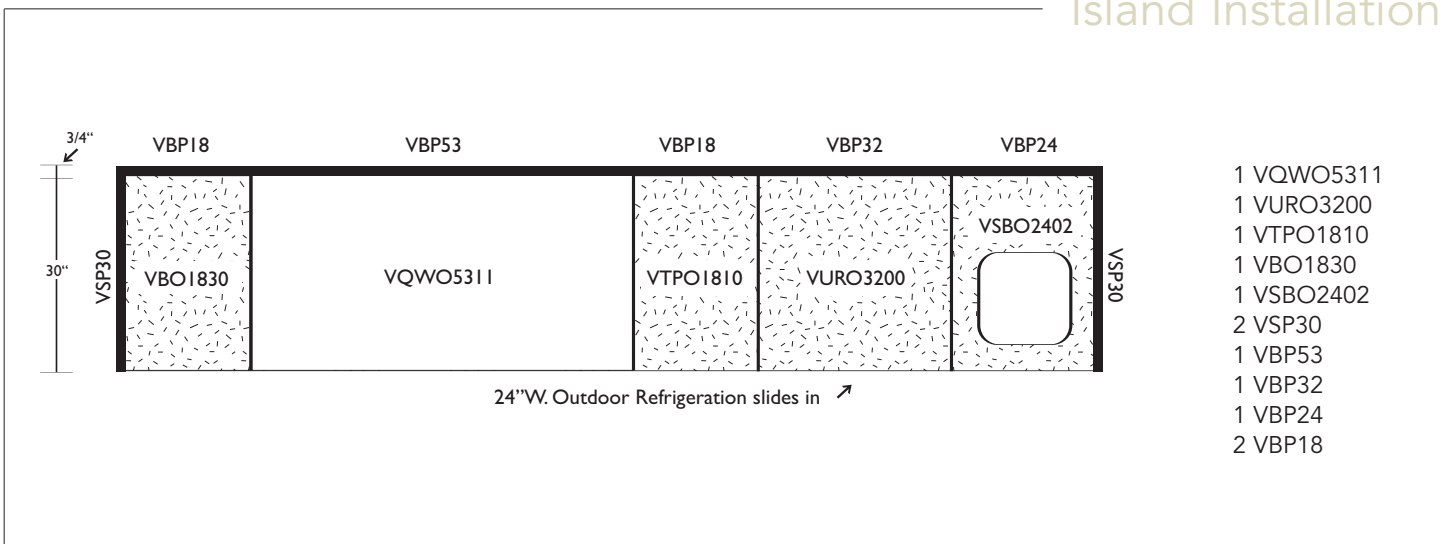 Island Installation
3/4“
VBP18
VBP53
VBP18
VBP32
VBP24
30“
VSP30
VBO1830
VQWO5311
VTPO1810
VURO3200
VSBO2402
VSP30
24”W. Outdoor Refrigeration slides in
1 VQWO5311
1 VURO3200
1 VTPO1810
1 VBO1830
1 VSBO2402
2 VSP30
1 VBP53
1 VBP32
1 VBP24
2 VBP18